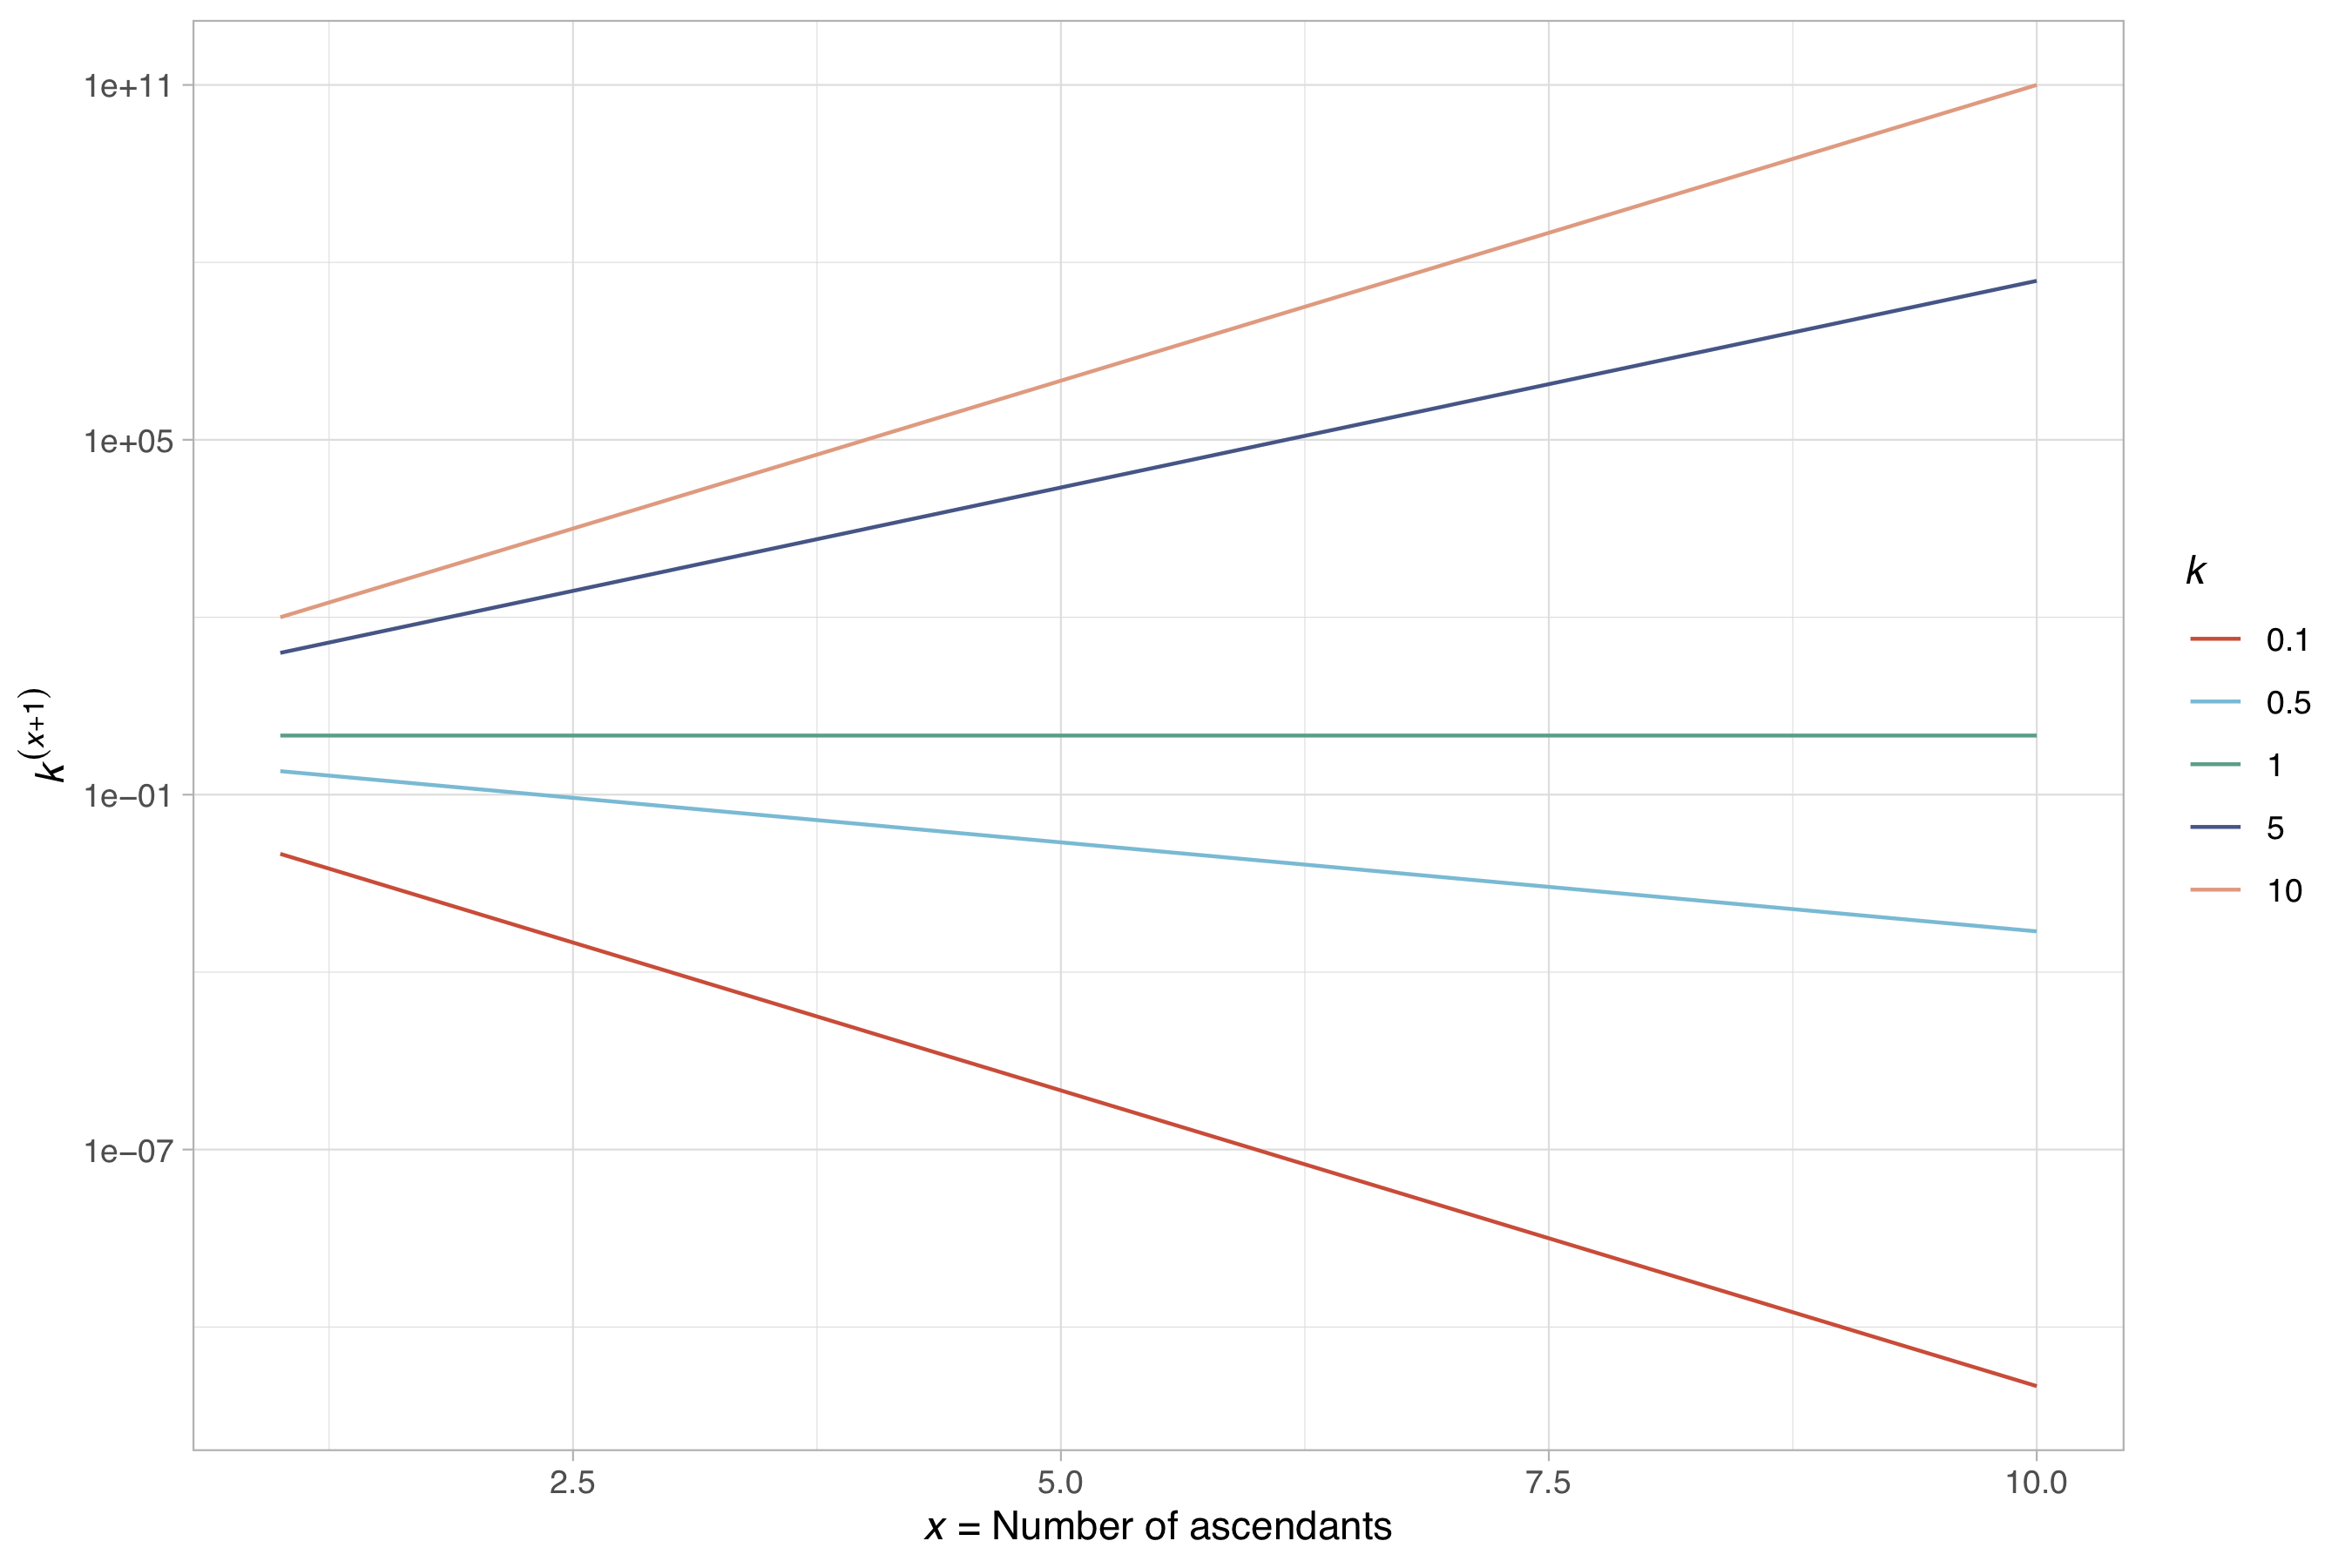 1e+11
1e+05
1e−01
1e−07
k(x+1)
2.5 5.0 7.5 10.0
x = Number of ascendants
k
0.1
0.5
1
5
10